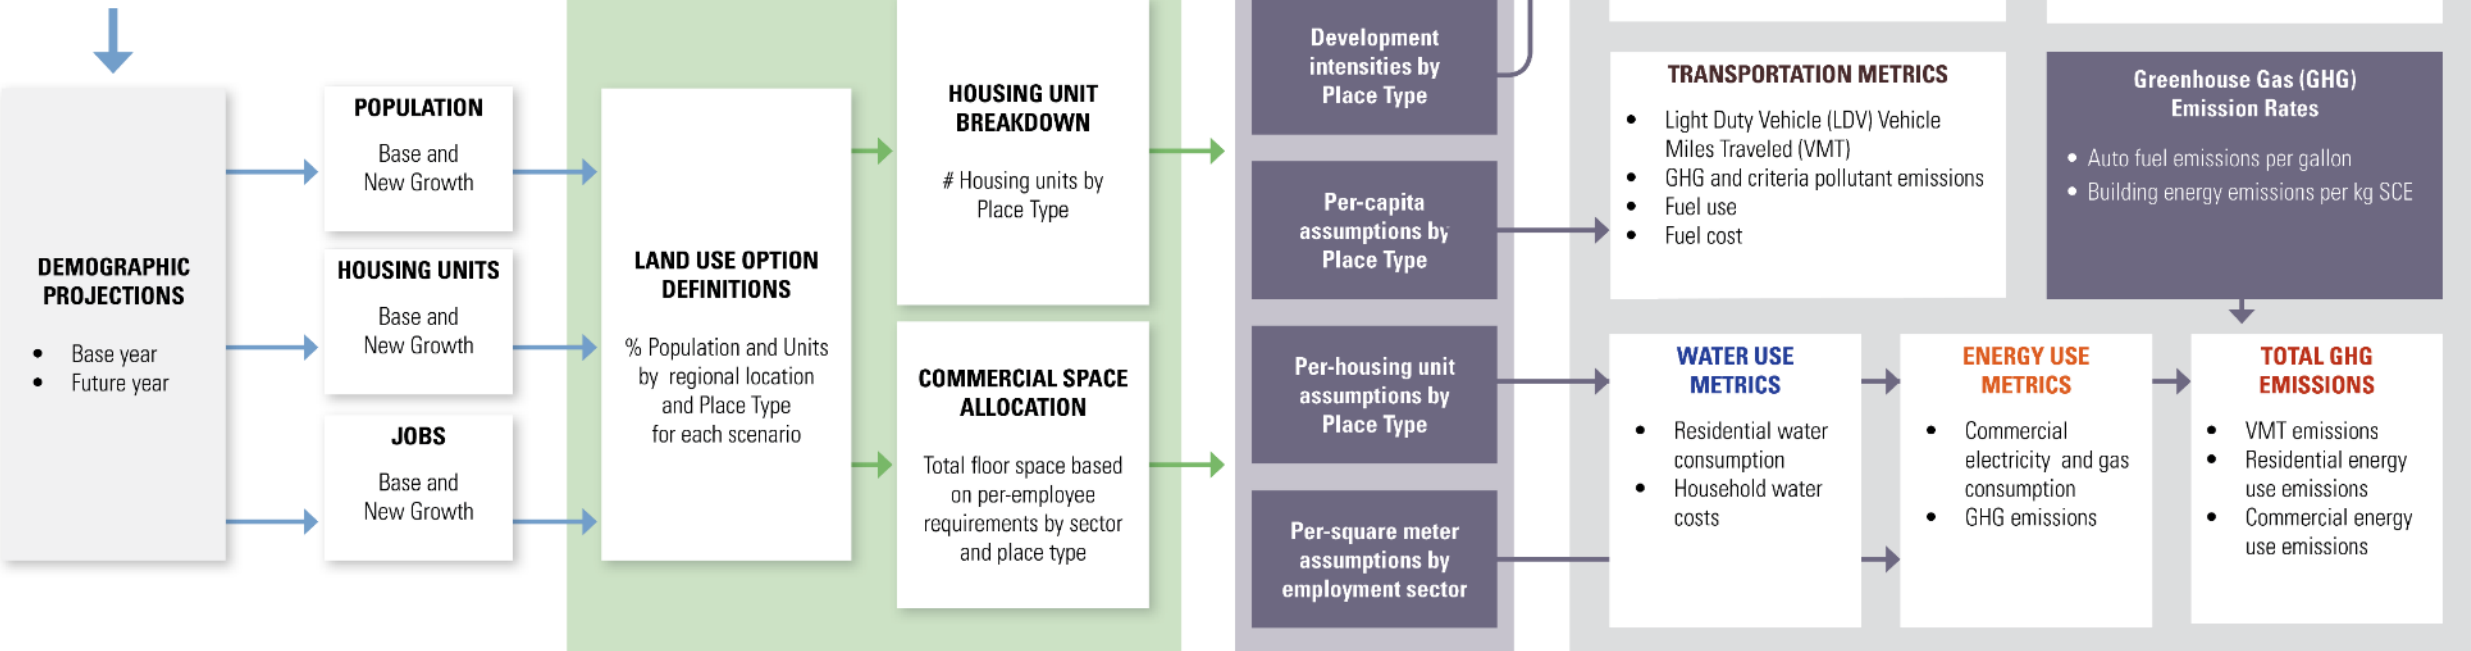 DEMOGRAPHIC
PROJECTIONS
• Base year
• Future year
POPULATION
Base and
New Growth
HOUSING UNITS
Base and
New Growth
JOBS
Base and
New Growth
LAND USE OPTION
DEFINITIONS
% Population and Units
by regional location
and Place Type
for each scenario
HOUSING UNIT
BREAKDOWN
# Housing units by
Place Type
COMMERCIAL SPACE
ALLOCATION
Total floor space based
on per-employee
requirements by sector
and place type
Development
intensities by
Place Type
Per-capita
assumptions by
Place Type
Per-housing unit
assumptions by
Place Type
Per-square meter
assumptions by
employment sector
TRANSPORTATION METRICS
• Light Duty Vehicle (LDV) Vehicle
Miles Traveled (VMT)
• GHG and criteria pollutant emissions
• Fuel use
• Fuel cost
Greenhouse Gas (GHG)
Emission Rates
• Auto fuel emissions per gallon
• Building energy emissions per kg SCE
WATER USE
METRICS
• Residential water
consumption
• Household water
costs
ENERGY USE
METRICS
• Commercial
electricity and gas
consumption
• GHG emissions
TOTAL GHG
EMISSIONS
• VMT emissions
• Residential energy
use emissions
• Commercial energy
use emissions